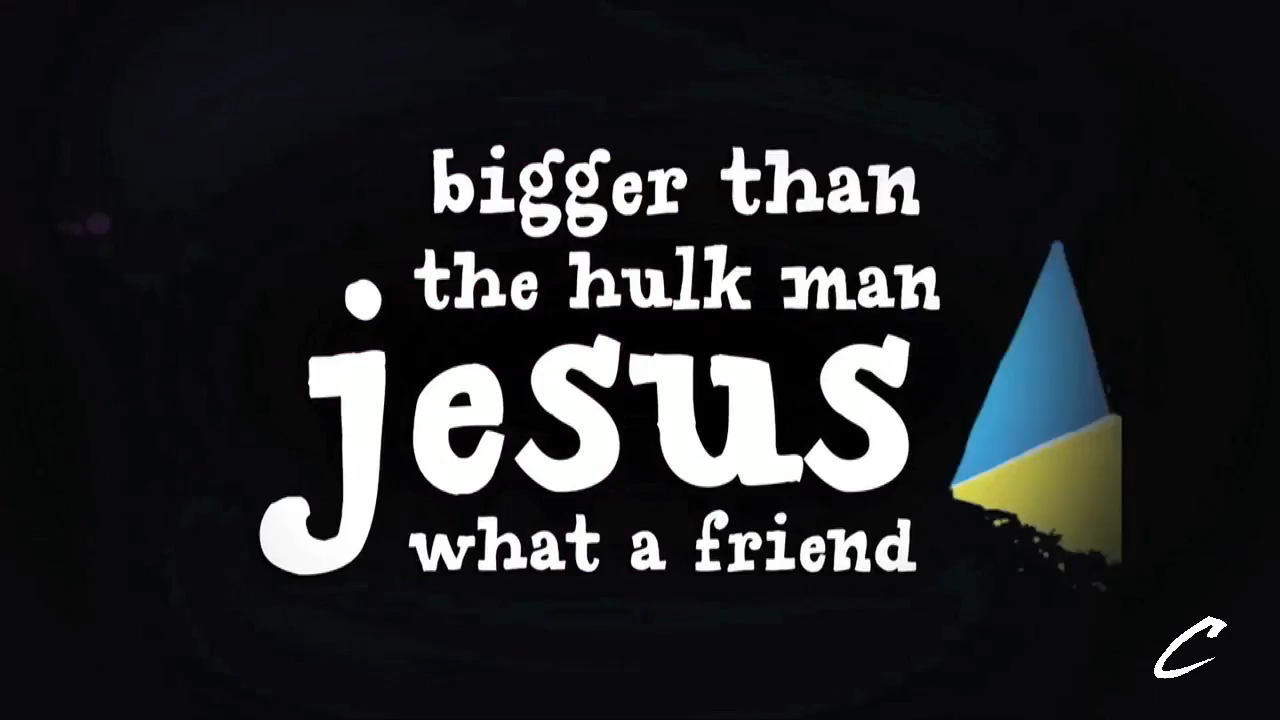 bigger than
the hulk man
jesus
what a friend
C